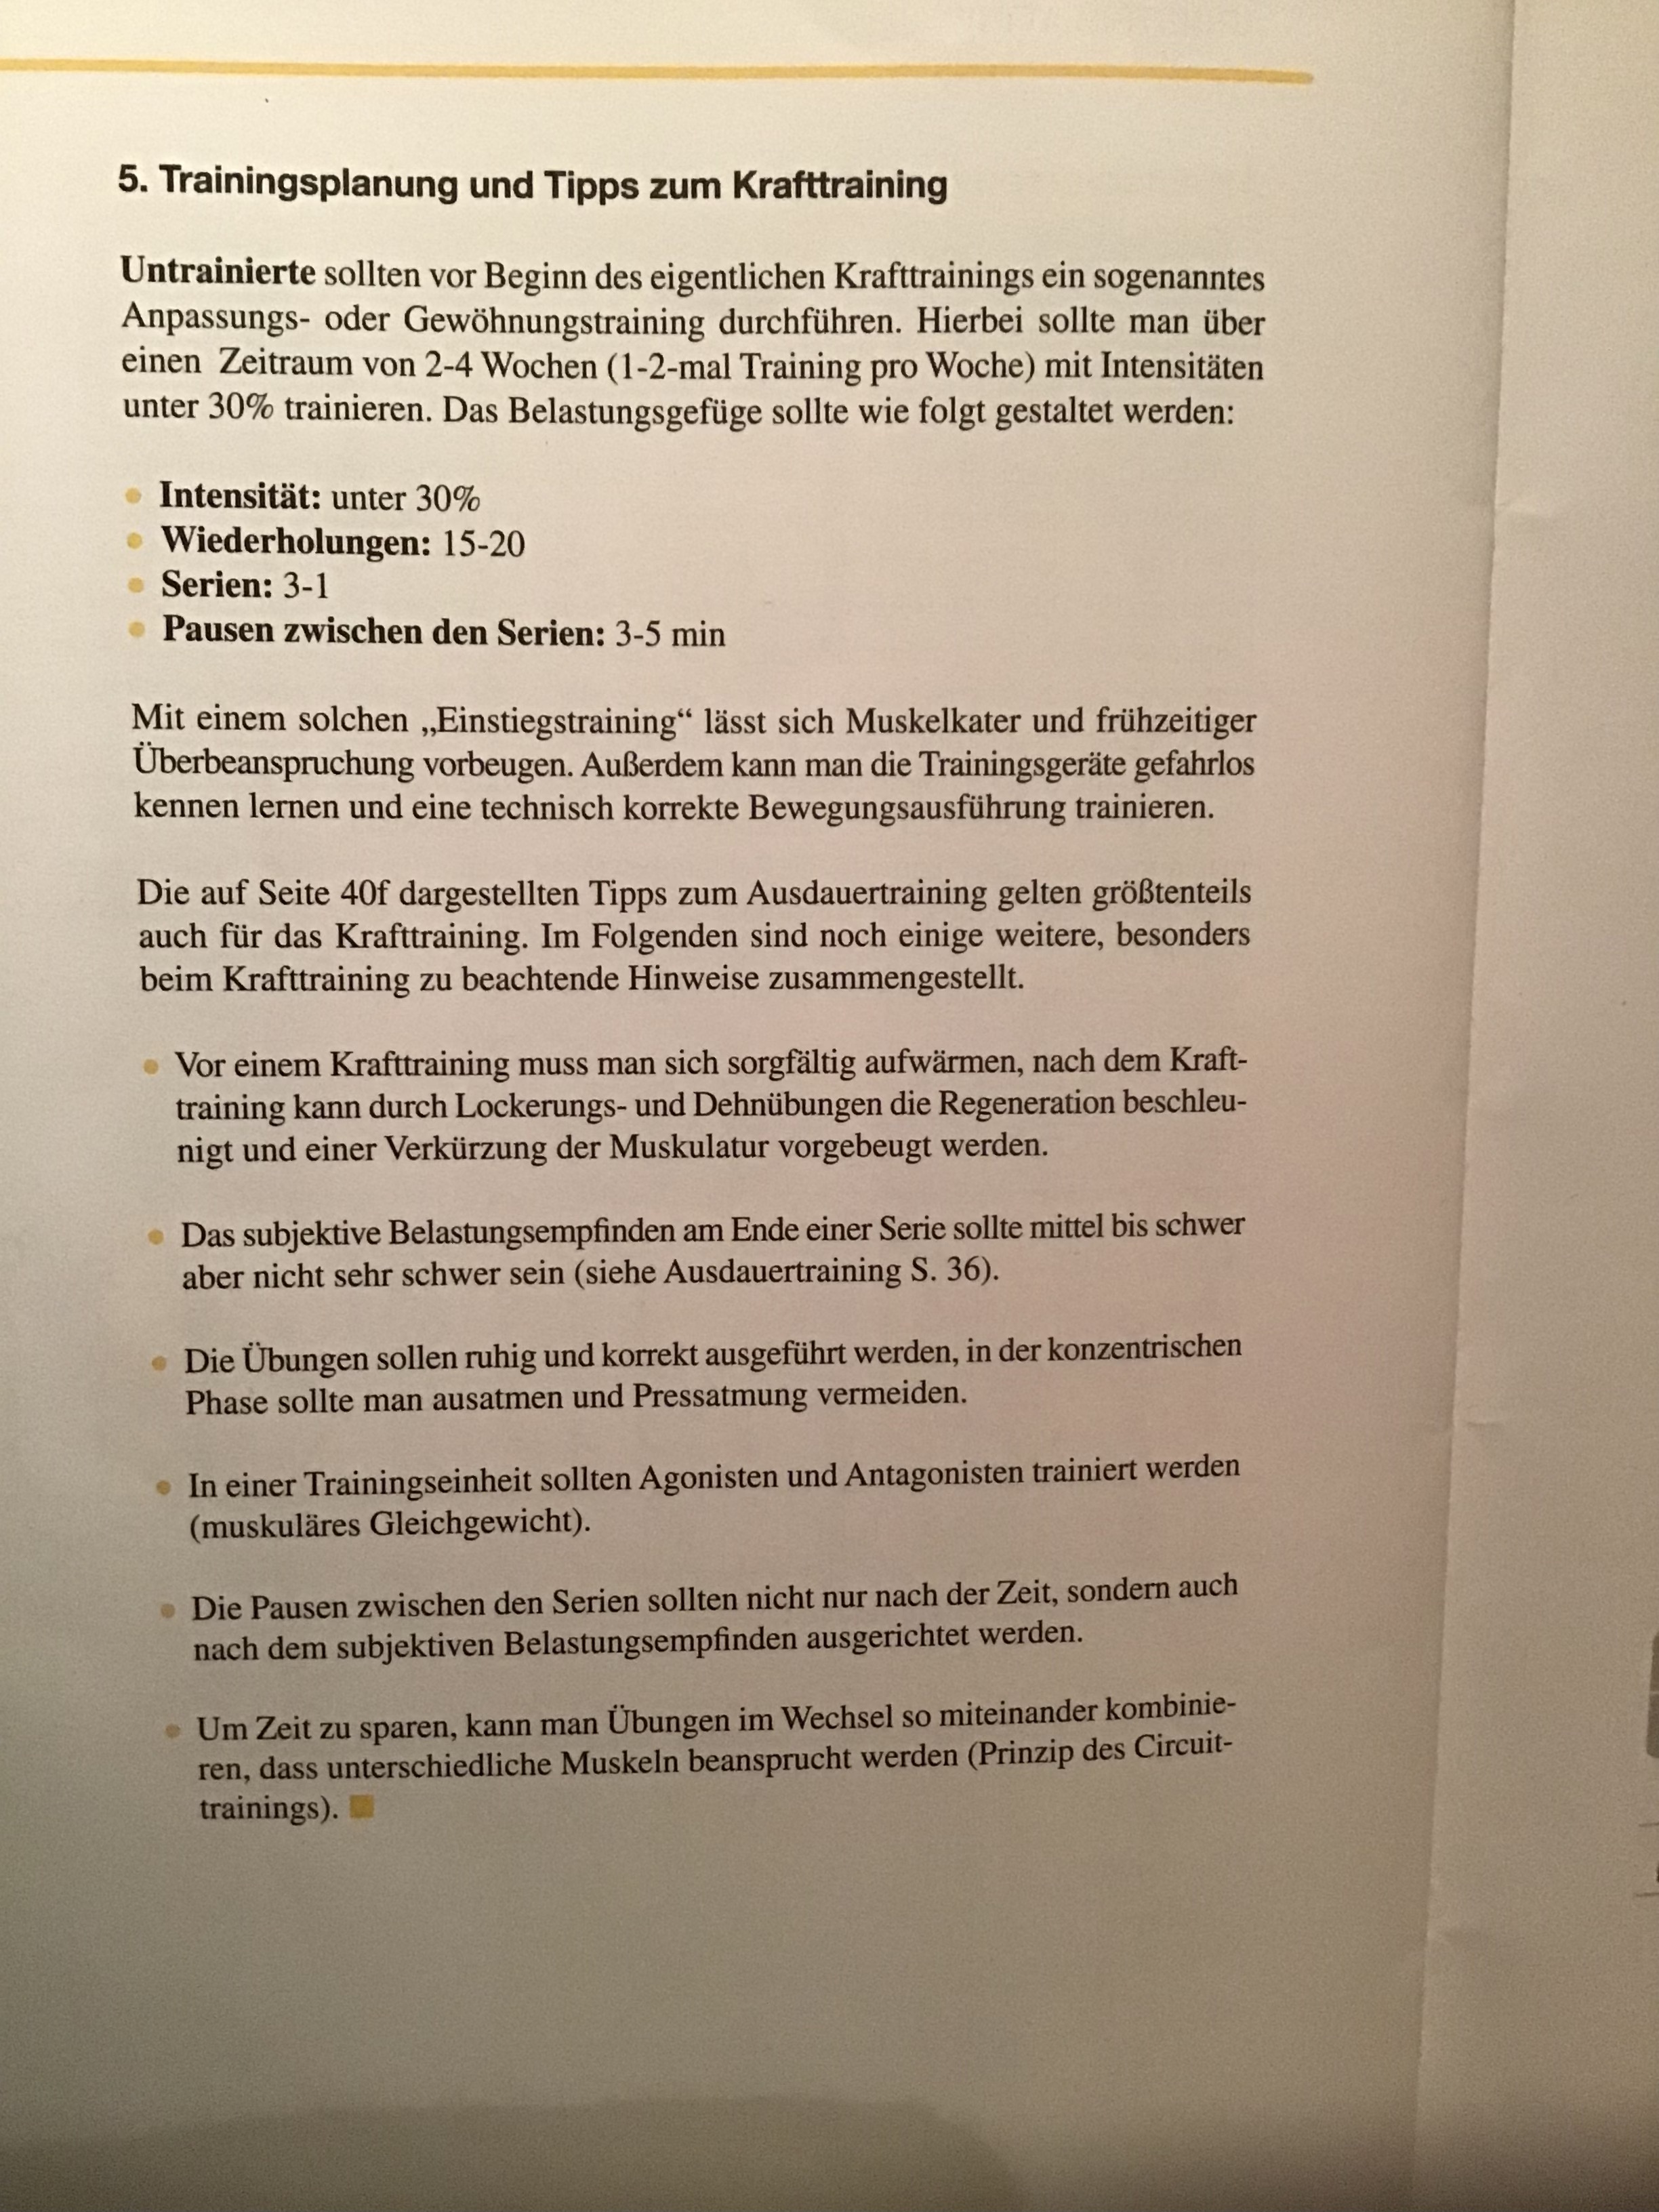 5. Trainingsplanung und Tipps zum Krafttraining
Untrainierte sollten vor Beginn des eigentlichen Krafttrainings ein sogenanntes
Anpassungs- oder Gewöhnungstraining durchführen. Hierbei sollte man über
einen Zeitraum von 2-4 Wochen (1-2-mal Training pro Woche) mit Intensitäten
unter 30% trainieren. Das Belastungsgefüge sollte wie folgt gestaltet werden:
• Intensität: unter 30%
• Wiederholungen: 15-20
• Serien: 3-1
• Pausen zwischen den Serien: 3-5 min
Mit einem solchen „Einstiegstraining“ lässt sich Muskelkater und frühzeitiger
Überbeanspruchung vorbeugen. Außerdem kann man die Trainingsgeräte gefahrlos
kennen lernen und eine technisch korrekte Bewegungsausführung trainieren.
Die auf Seite 40f dargestellten Tipps zum Ausdauertraining gelten größtenteils
auch für das Krafttraining. Im Folgenden sind noch einige weitere, besonders
beim Krafttraining zu beachtende Hinweise zusammengestellt.
• Vor einem Krafttraining muss man sich sorgfältig aufwärmen, nach dem Kraft-
training kann durch Lockerungs- und Dehnübungen die Regeneration beschleu-
nigt und einer Verkürzung der Muskulatur vorgebeugt werden.
• Das subjektive Belastungsempfinden am Ende einer Serie sollte mittel bis schwer
aber nicht sehr schwer sein (siehe Ausdauertraining S. 36).
• Die Übungen sollen ruhig und korrekt ausgeführt werden, in der konzentrischen
Phase sollte man ausatmen und Pressatmung vermeiden.
• In einer Trainingseinheit sollten Agonisten und Antagonisten trainiert werden
(muskuläres Gleichgewicht).
• Die Pausen zwischen den Serien sollten nicht nur nach der Zeit, sondern auch
nach dem subjektiven Belastungsempfinden ausgerichtet werden.
• Um Zeit zu sparen, kann man Übungen im Wechsel so miteinander kombinie-
ren, dass unterschiedliche Muskeln beansprucht werden (Prinzip des Circuit-
trainings).